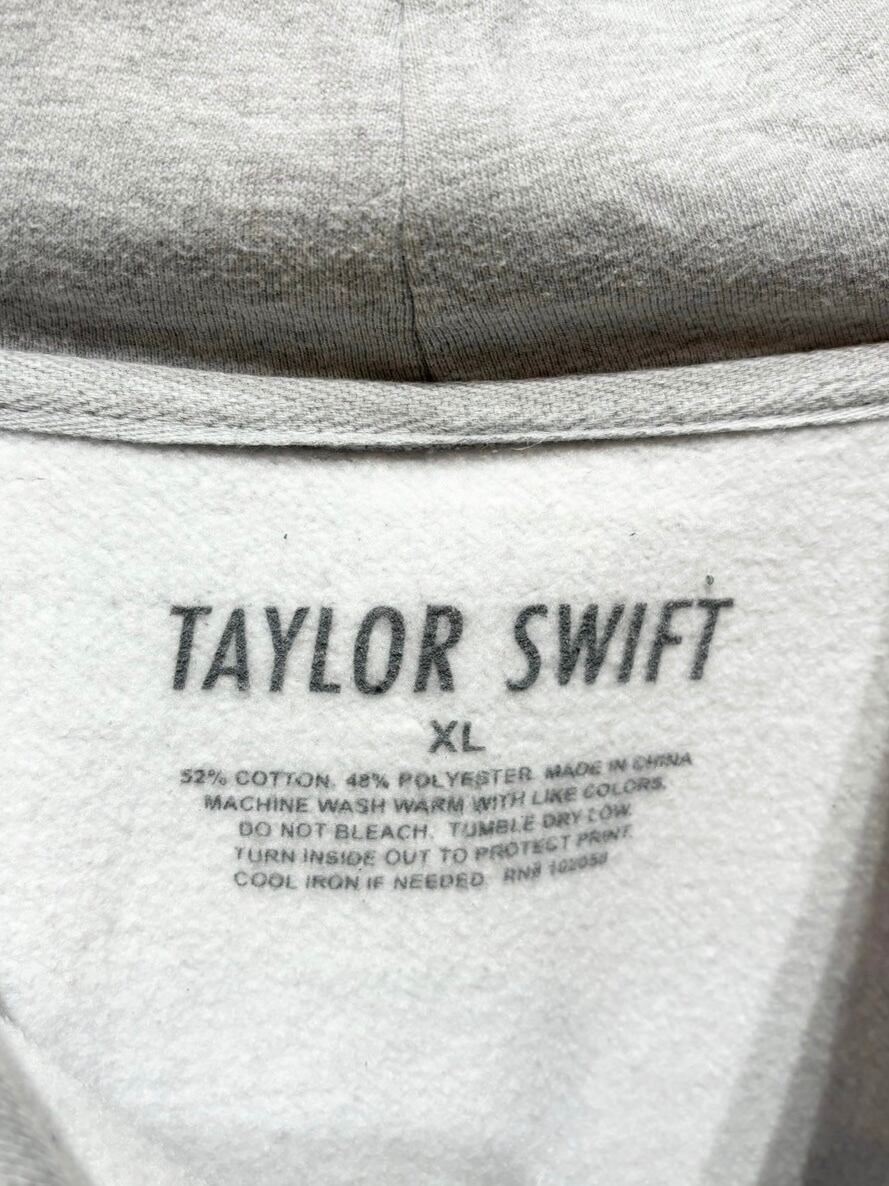 TAYLOR SWIFT
XL
52% COTTON. 48% POLYESTER. MADE IN CHINA
MACHINE WASH WARM WITH LIKE COLORS.
DO NOT BLEACH. TUMBLE DRY LOW.
TURN INSIDE OUT TO PROTECT PRINT.
COOL IRON IF NEEDED. RN#